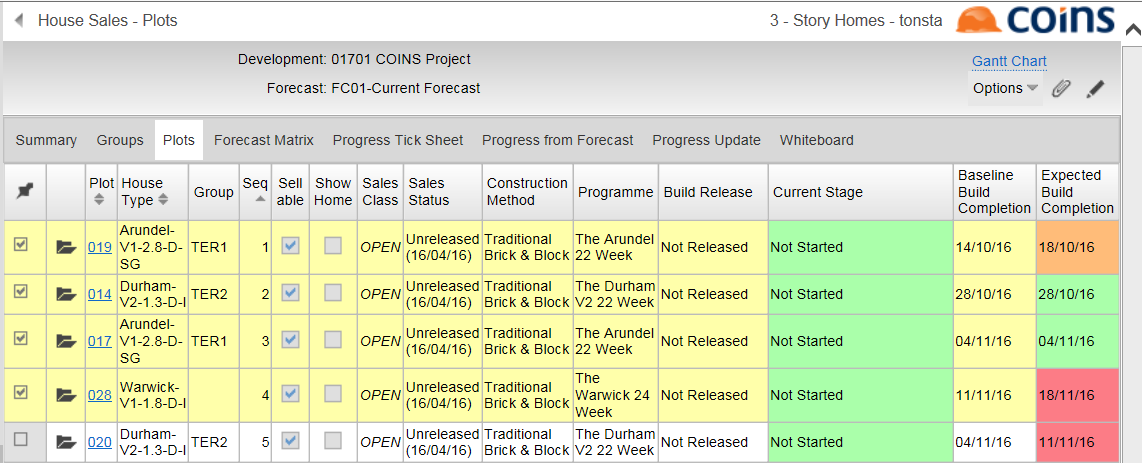 House Sales - Plots
3 - Story Homes - tonsta
COINS
Development: 01701 COINS Project
Gantt Chart
Forecast: FC01-Current Forecast
Options
Summary Groups Plots Forecast Matrix Progress Tick Sheet Progress from Forecast Progress Update Whiteboard
Plot House Type Group Seq Sell able Show Home Sales Class Sales Status Construction Method Programme Build Release Current Stage Baseline Build Completion Expected Build Completion
019 Arundel-V1-2.8-D-SG TER1 1 OPEN Unreleased (16/04/16) Traditional Brick & Block The Arundel 22 Week Not Released Not Started 14/10/16 18/10/16
014 Durham-V2-1.3-D-I TER2 2 OPEN Unreleased (16/04/16) Traditional Brick & Block The Durham V2 22 Week Not Released Not Started 28/10/16 28/10/16
017 Arundel-V1-2.8-D-SG TER1 3 OPEN Unreleased (16/04/16) Traditional Brick & Block The Arundel 22 Week Not Released Not Started 04/11/16 04/11/16
028 Warwick-V1-1.8-D-I 4 OPEN Unreleased (16/04/16) Traditional Brick & Block The Warwick 24 Week Not Released Not Started 11/11/16 18/11/16
020 Durham-V2-1.3-D-I TER2 5 OPEN Unreleased (16/04/16) Traditional Brick & Block The Durham V2 22 Week Not Released Not Started 04/11/16 11/11/16